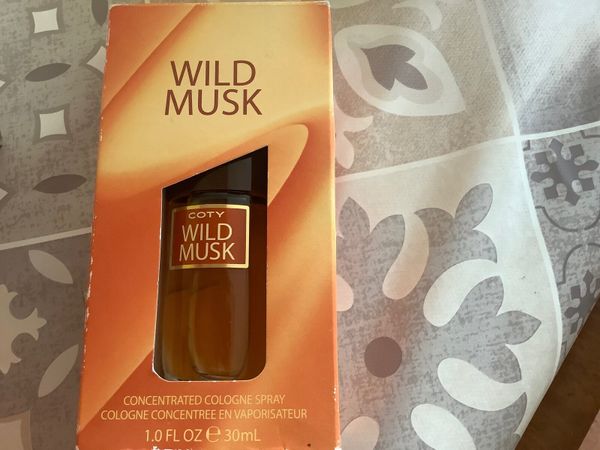 WILD
MUSK
COTY
WILD
MUSK
CONCENTRATED COLOGNE SPRAY
COLOGNE CONCENTREE EN VAPORISATEUR
1.0 FL OZ ℮ 30mL